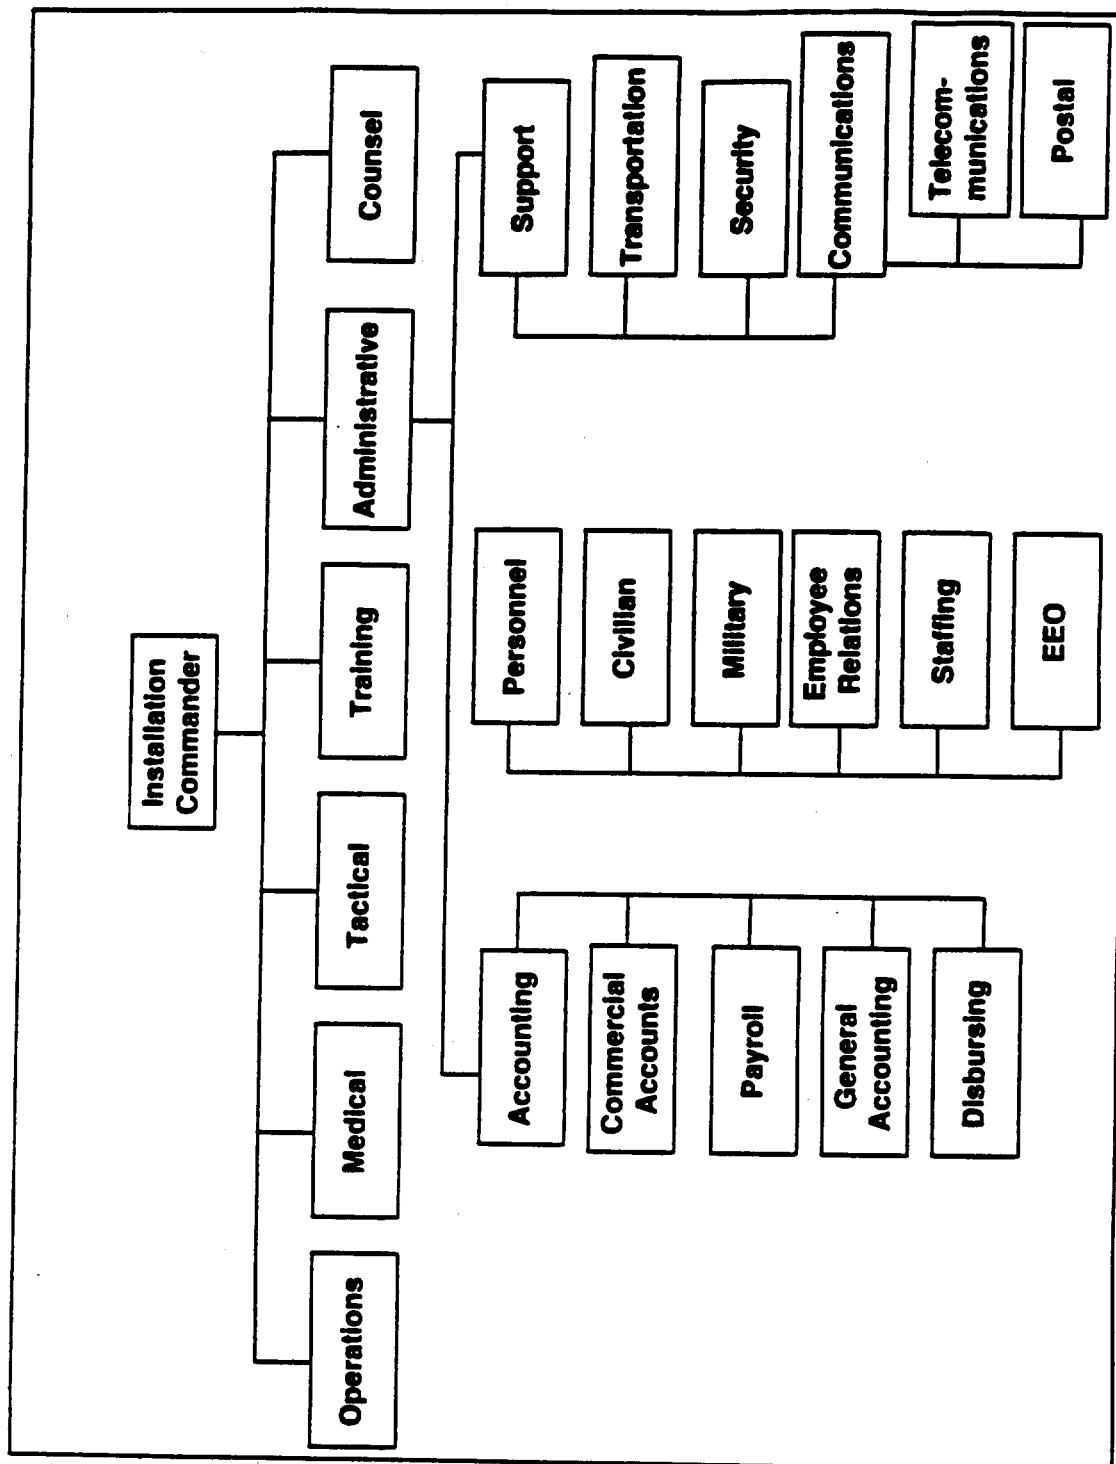 Installation
Commander
Operations
Medical
Tactical
Training
Administrative
Counsel
Accounting
Commercial
Accounts
Payroll
General
Accounting
Disbursing
Personnel
Civilian
Military
Employee
Relations
Staffing
EEO
Support
Transportation
Security
Communications
Telecom-
munications
Postal